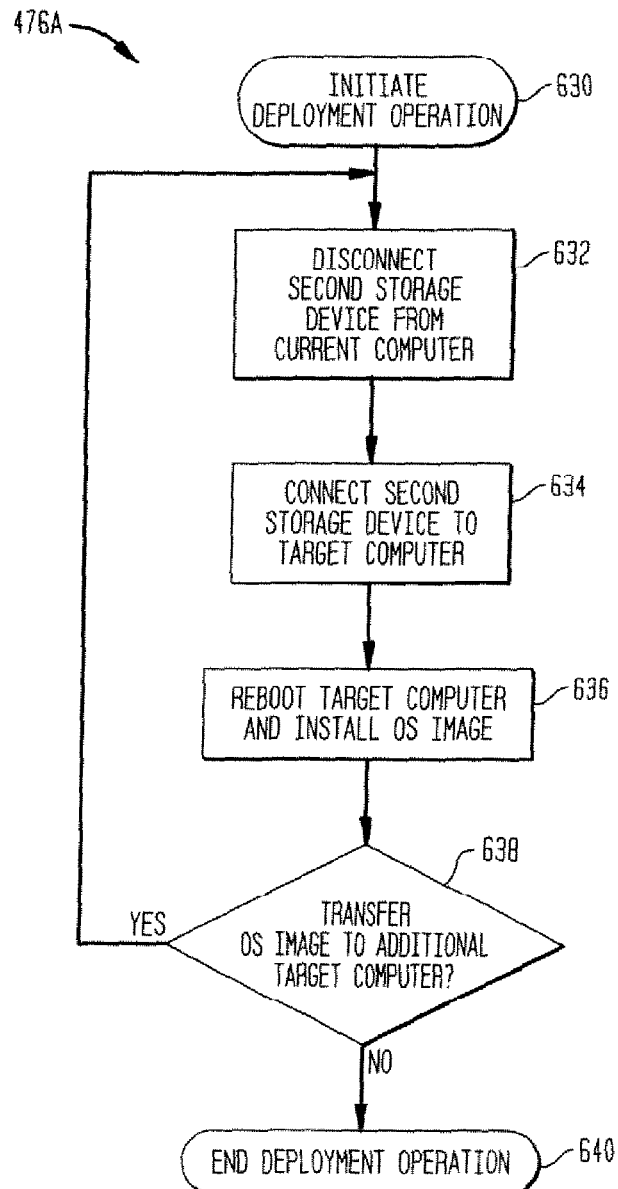 476A
INITIATE
DEPLOYMENT OPERATION
630
DISCONNECT
SECOND STORAGE
DEVICE FROM
CURRENT COMPUTER
632
CONNECT SECOND
STORAGE DEVICE TO
TARGET COMPUTER
634
REBOOT TARGET COMPUTER
AND INSTALL OS IMAGE
636
638
TRANSFER
OS IMAGE TO ADDITIONAL
TARGET COMPUTER?
YES
NO
END DEPLOYMENT OPERATION
640